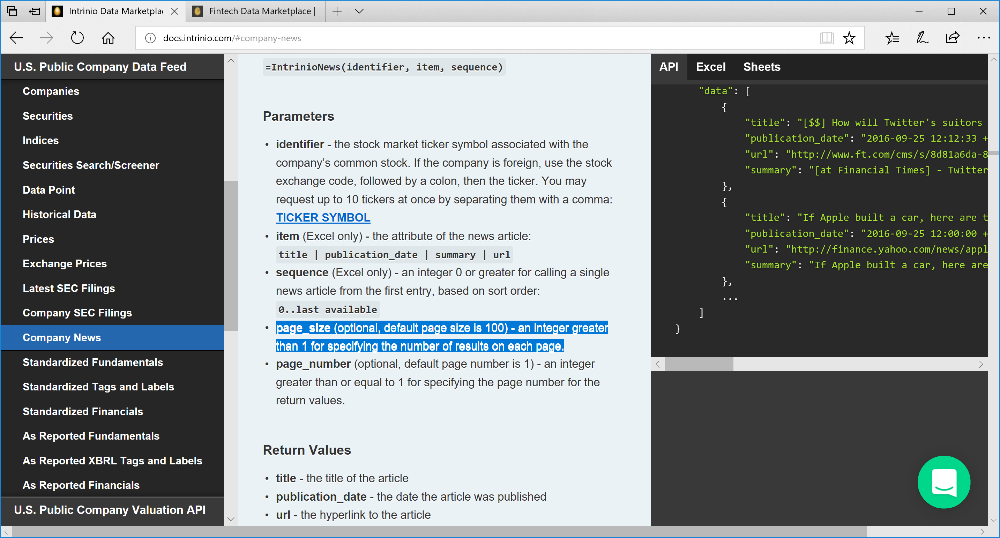 Intrinio Data Marketplac
Fintech Data Marketplace |
docs.intrinio.com/#company-news
U.S. Public Company Data Feed
Companies
Securities
Indices
Securities Search/Screener
Data Point
Historical Data
Prices
Exchange Prices
Latest SEC Filings
Company SEC Filings
Company News
Standardized Fundamentals
Standardized Tags and Labels
Standardized Financials
As Reported Fundamentals
As Reported XBRL Tags and Labels
As Reported Financials
U.S. Public Company Valuation API
=IntrinioNews(identifier, item, sequence)
Parameters
• identifier - the stock market ticker symbol associated with the
company’s common stock. If the company is foreign, use the stock
exchange code, followed by a colon, then the ticker. You may
request up to 10 tickers at once by separating them with a comma:
TICKER SYMBOL
• item (Excel only) - the attribute of the news article:
title | publication_date | summary | url
• sequence (Excel only) - an integer 0 or greater for calling a single
news article from the first entry, based on sort order:
0..last available
• page_size (optional, default page size is 100) - an integer greater
than 1 for specifying the number of results on each page.
• page_number (optional, default page number is 1) - an integer
greater than or equal to 1 for specifying the page number for the
return values.
Return Values
• title - the title of the article
• publication_date - the date the article was published
• url - the hyperlink to the article
API Excel Sheets
"data": [
{
"title": "[$$] How will Twitter's suitors
"publication_date": "2016-09-25 12:12:33 +
"url": "http://www.ft.com/cms/s/8d81a6da-8
"summary": "[at Financial Times] - Twitter
},
{
"title": "If Apple built a car, here are t
"publication_date": "2016-09-25 12:00:00 +
"url": "http://finance.yahoo.com/news/appl
"summary": "If Apple built a car, here are
},
...
]
}